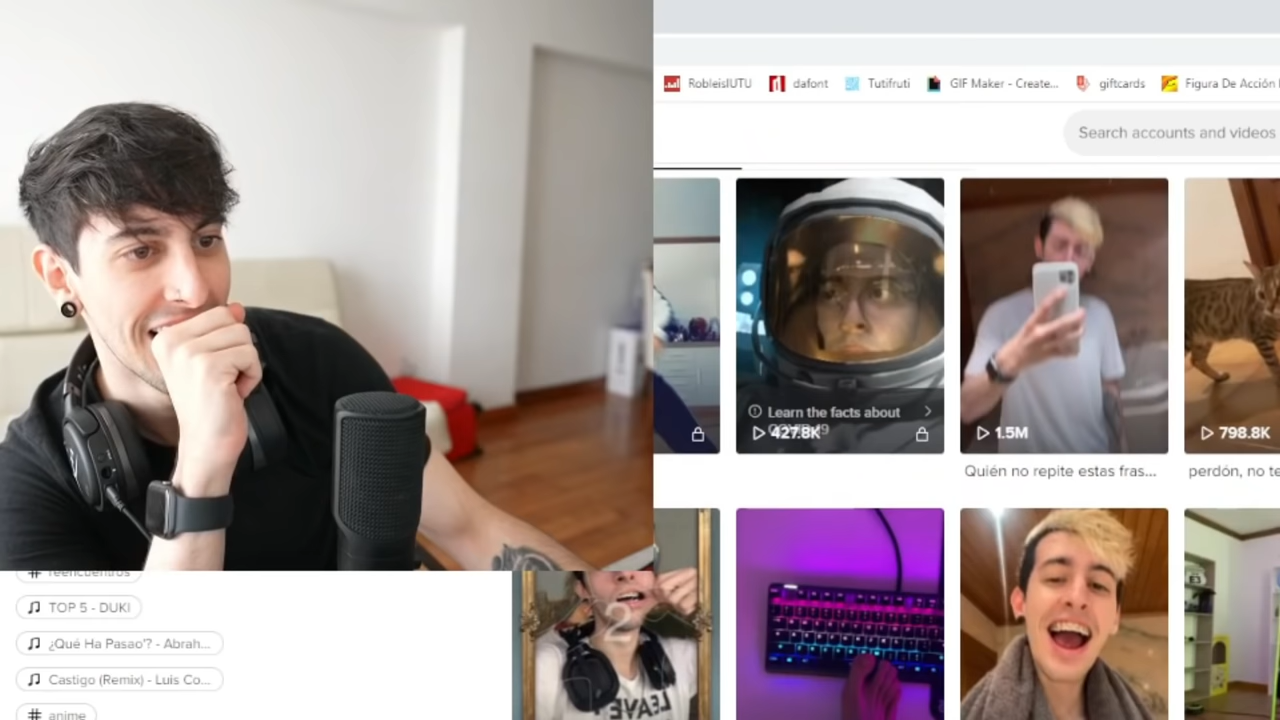 RobleisIUTU
dafont
Tutifruti
GIF Maker - Create...
giftcards
Figura De Acción
Search accounts and videos
Learn the facts about
427.8K
1.5M
798.8K
Quién no repite estas fras...
perdón, no te
# reencuentros
TOP 5 - DUKI
¿Qué Ha Pasao'? - Abrah...
Castigo (Remix) - Luis Co...
# anime
2
LEAVE